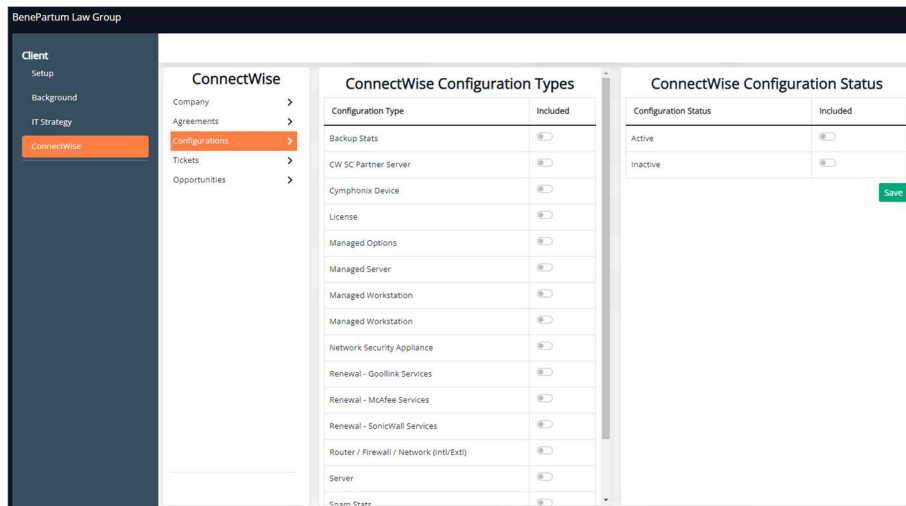 BenePartum Law Group
Client
Setup
Background
IT Strategy
ConnectWise
ConnectWise
Company
Agreements
Configurations
Tickets
Opportunities
ConnectWise Configuration Types
Configuration Type Included
Backup Stats
CW SC Partner Server
Cymphonix Device
License
Managed Options
Managed Server
Managed Workstation
Managed Workstation
Network Security Appliance
Renewal - Goollink Services
Renewal - McAfee Services
Renewal - SonicWall Services
Router / Firewall / Network (Intl/Extl)
Server
Spam Stats
ConnectWise Configuration Status
Configuration Status Included
Active
Inactive
Save